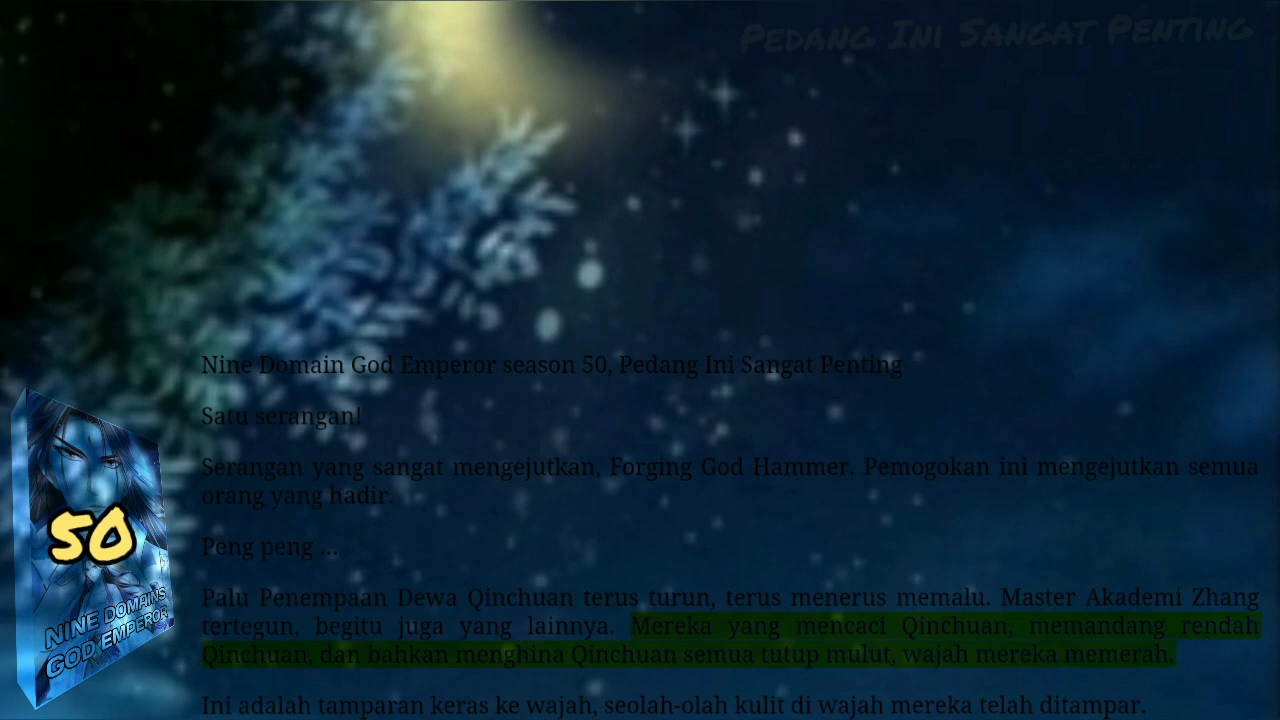 Pedang Ini Sangat Penting
Nine Domain God Emperor season 50, Pedang Ini Sangat Penting
Satu serangan!
Serangan yang sangat mengejutkan, Forging God Hammer. Pemogokan ini mengejutkan semua
orang yang hadir.
Peng peng ...
Palu Penempaan Dewa Qinchuan terus turun, terus menerus memalu. Master Akademi Zhang
tertegun, begitu juga yang lainnya. Mereka yang mencaci Qinchuan, memandang rendah
Qinchuan, dan bahkan menghina Qinchuan semua tutup mulut, wajah mereka memerah.
Ini adalah tamparan keras ke wajah, seolah-olah kulit di wajah mereka telah ditampar.
50
NINE DOMAINS
GOD EMPEROR